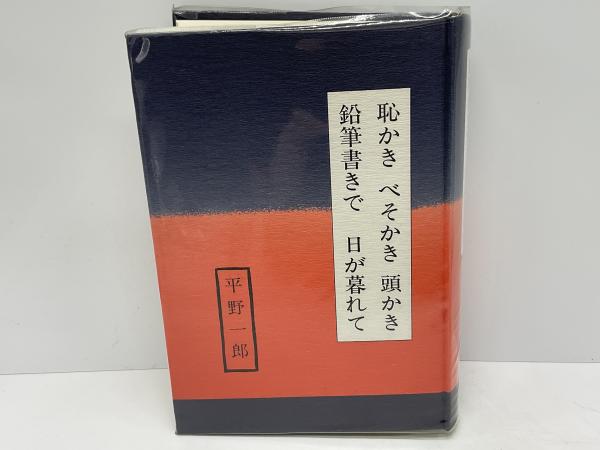 恥かき べそかき 頭かき
鉛筆書きで 日が暮れて
平野一郎